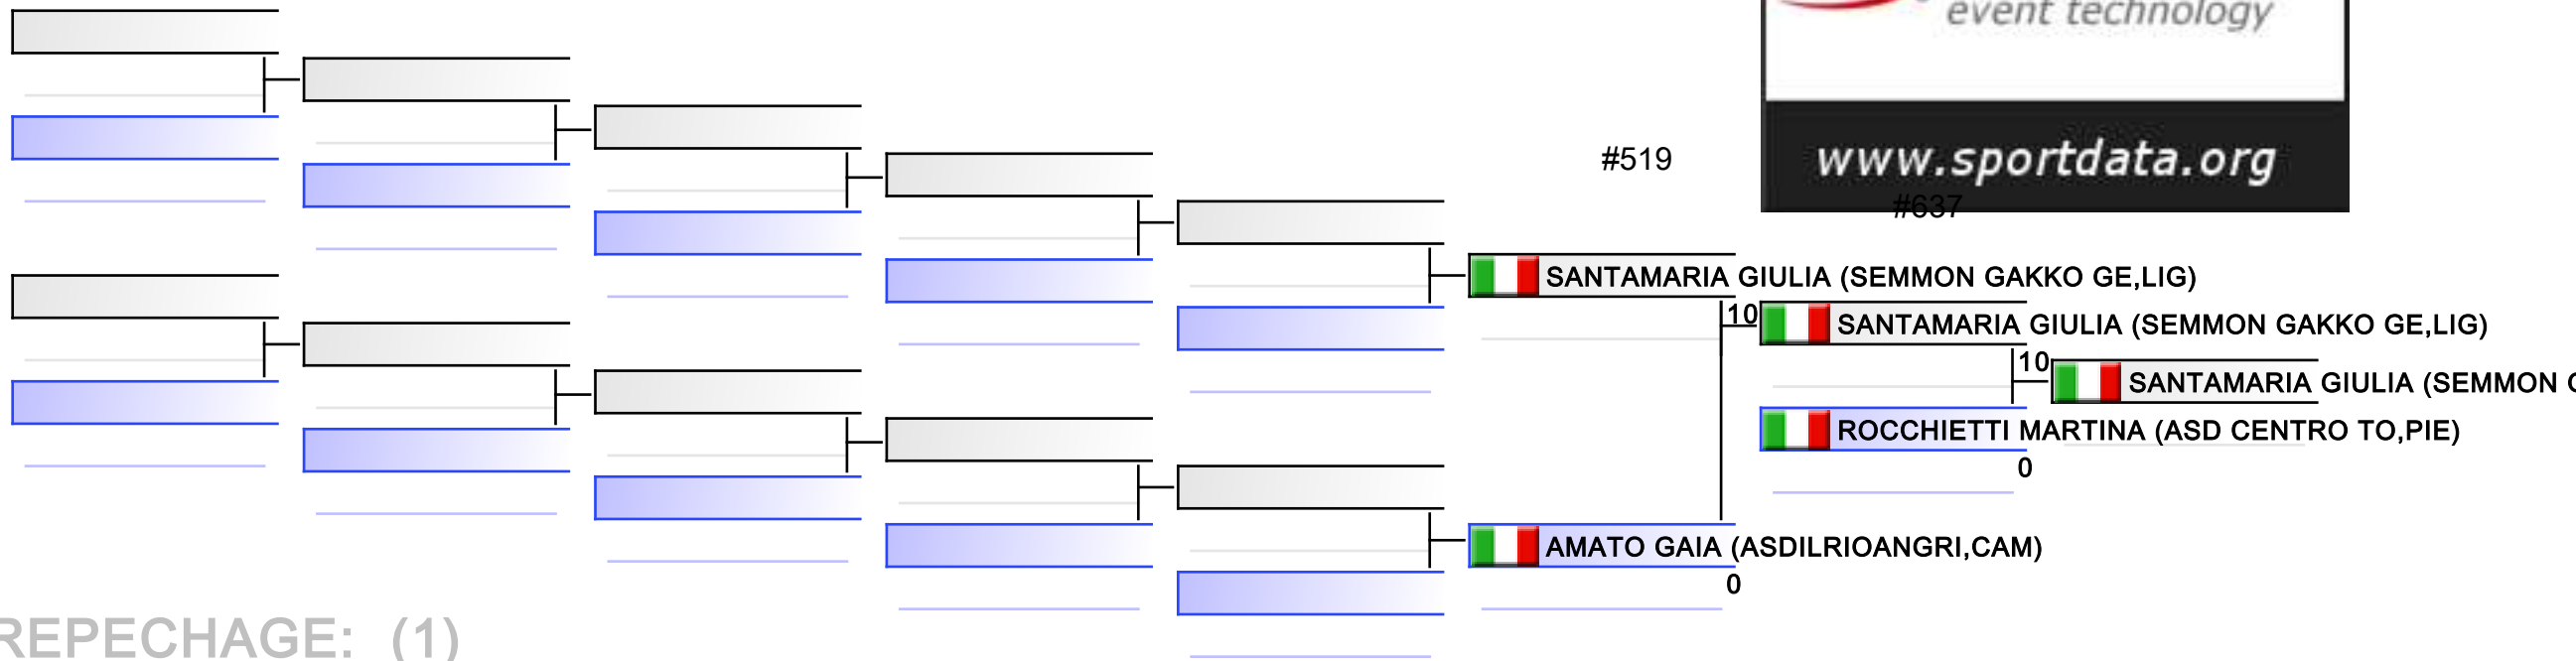 event technology
www.sportdata.org
#519
#637
SANTAMARIA GIULIA (SEMMON GAKKO GE,LIG)
10
SANTAMARIA GIULIA (SEMMON GAKKO GE,LIG)
10
SANTAMARIA GIULIA (SEMMON
ROCCHIETTI MARTINA (ASD CENTRO TO,PIE)
0
AMATO GAIA (ASDILRIOANGRI,CAM)
0
REPECHAGE: (1)